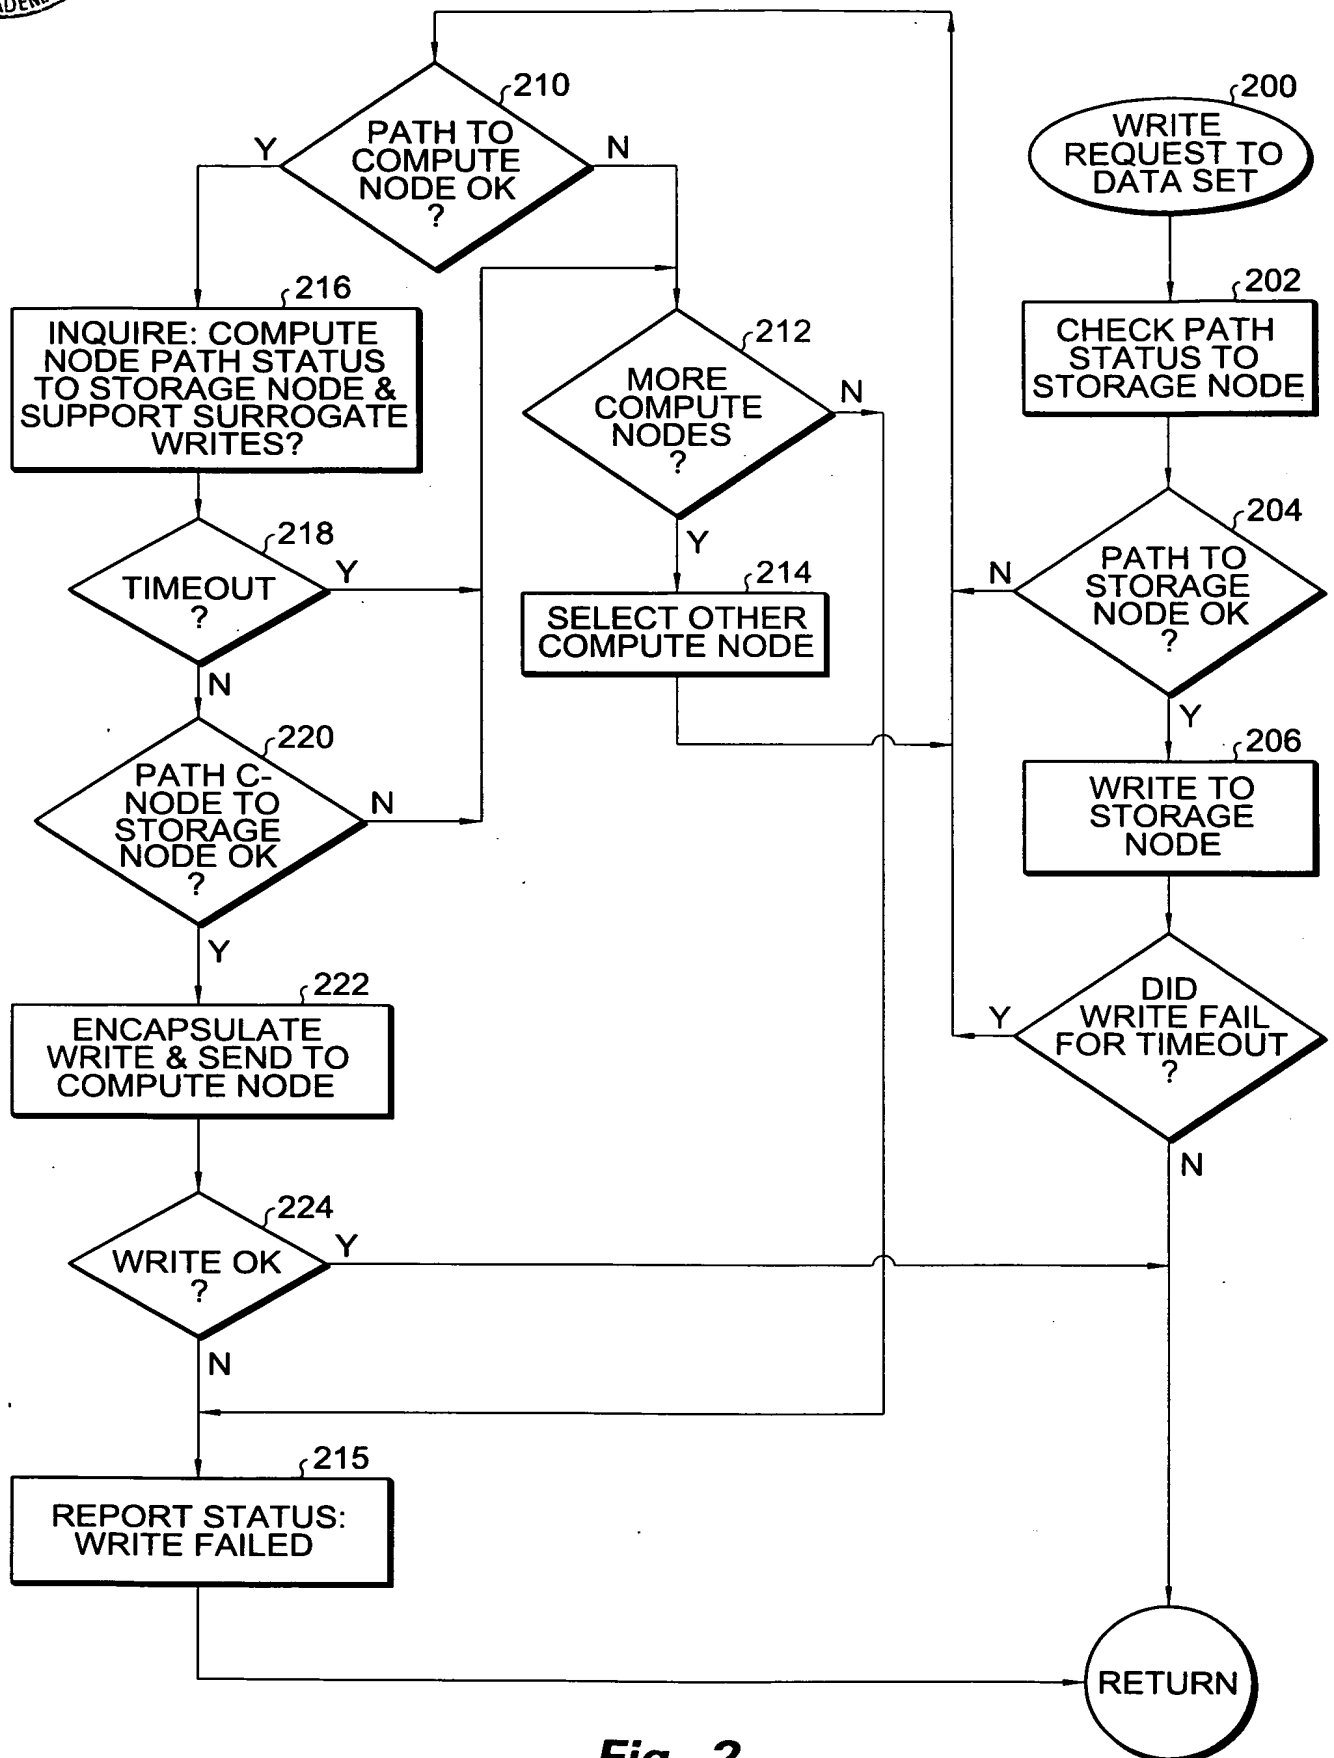 210
PATH TO
COMPUTE
NODE OK
?
Y
N
200
WRITE
REQUEST TO
DATA SET
216
INQUIRE: COMPUTE
NODE PATH STATUS
TO STORAGE NODE &
SUPPORT SURROGATE
WRITES?
212
MORE
COMPUTE
NODES
?
N
Y
202
CHECK PATH
STATUS TO
STORAGE NODE
218
TIMEOUT
?
Y
N
214
SELECT OTHER
COMPUTE NODE
204
PATH TO
STORAGE
NODE OK
?
N
Y
220
PATH C-
NODE TO
STORAGE
NODE OK
?
N
Y
206
WRITE TO
STORAGE
NODE
222
ENCAPSULATE
WRITE & SEND TO
COMPUTE NODE
DID
WRITE FAIL
FOR TIMEOUT
?
Y
N
224
WRITE OK
?
Y
N
215
REPORT STATUS:
WRITE FAILED
RETURN
Fig. 2